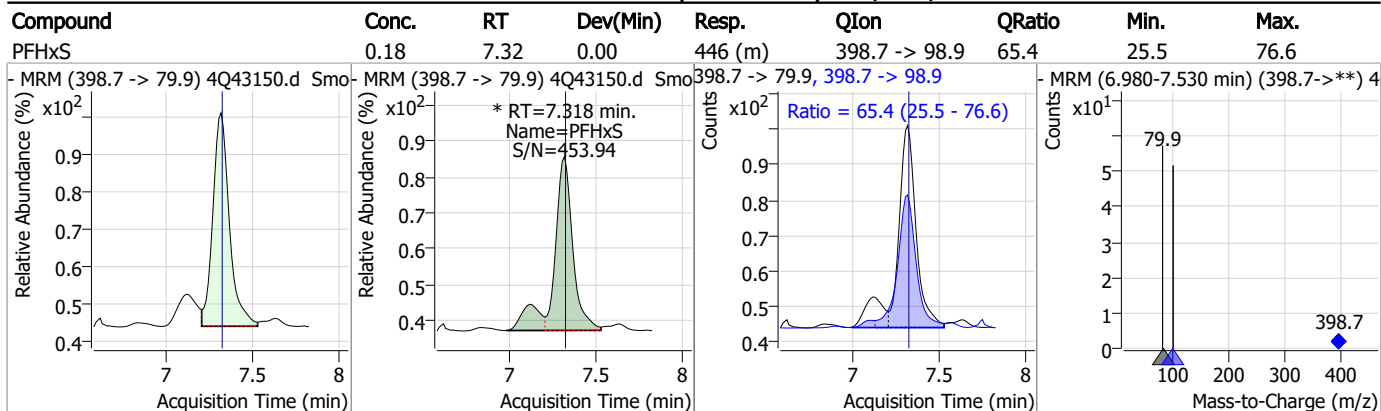 Compound Conc. RT Dev(Min) Resp. QIon QRatio Min. Max.
PFHxS 0.18 7.32 0.00 446 (m) 398.7 -> 98.9 65.4 25.5 76.6
- MRM (398.7 -> 79.9) 4Q43150.d Smo
Relative Abundance (%)
x10²
0.9
0.8
0.7
0.6
0.5
0.4
7 7.5 8
Acquisition Time (min)
- MRM (398.7 -> 79.9) 4Q43150.d Smo
Relative Abundance (%)
x10²
* RT=7.318 min.
Name=PFHxS
S/N=453.94
0.9
0.8
0.7
0.6
0.5
0.4
7 7.5 8
Acquisition Time (min)
398.7 -> 79.9, 398.7 -> 98.9
Counts
x10²
Ratio = 65.4 (25.5 - 76.6)
0.9
0.8
0.7
0.6
0.5
0.4
7 7.5 8
Acquisition Time (min)
- MRM (6.980-7.530 min) (398.7->**) 4
Counts
x10¹
79.9
5
4
3
2
1
0
398.7
100 200 300 400
Mass-to-Charge (m/z)